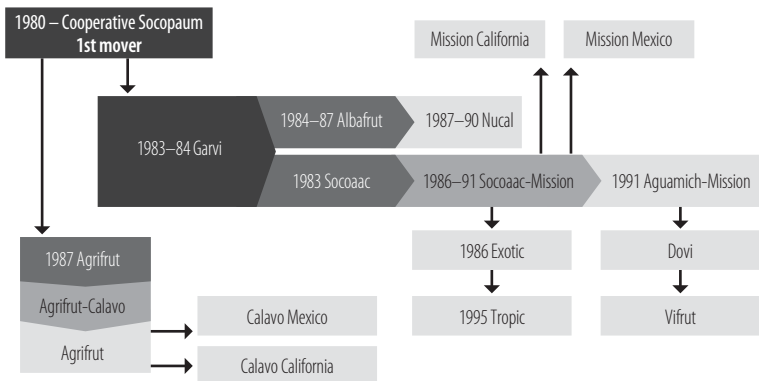 1980 – Cooperative Socopaum
1st mover
Mission California
Mission Mexico
1983–84 Garvi
1984–87 Albafrut
1987–90 Nucal
1983 Socoaac
1986–91 Socoaac-Mission
1991 Aguamich-Mission
1987 Agrifrut
Agrifrut-Calavo
Agrifrut
1986 Exotic
Dovi
1995 Tropic
Vifrut
Calavo Mexico
Calavo California